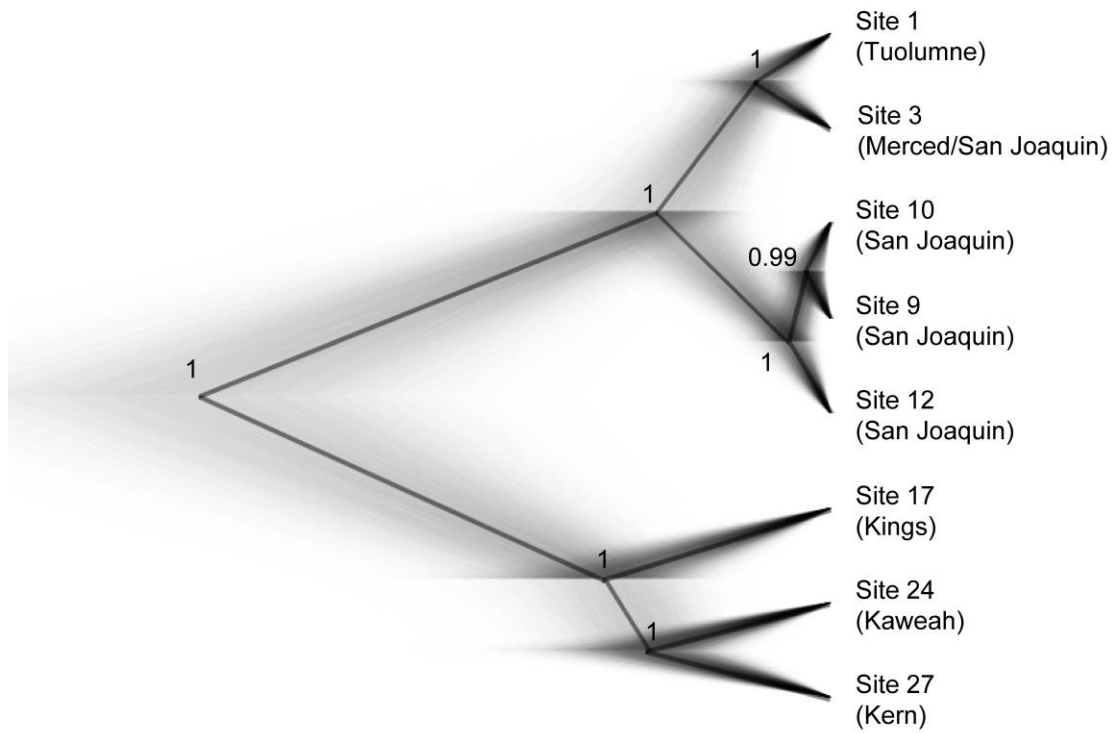 Site 1
(Tuolumne)
1
Site 3
(Merced/San Joaquin)
1
Site 10
(San Joaquin)
0.99
Site 9
(San Joaquin)
1
1
Site 12
(San Joaquin)
Site 17
(Kings)
1
Site 24
(Kaweah)
1
Site 27
(Kern)